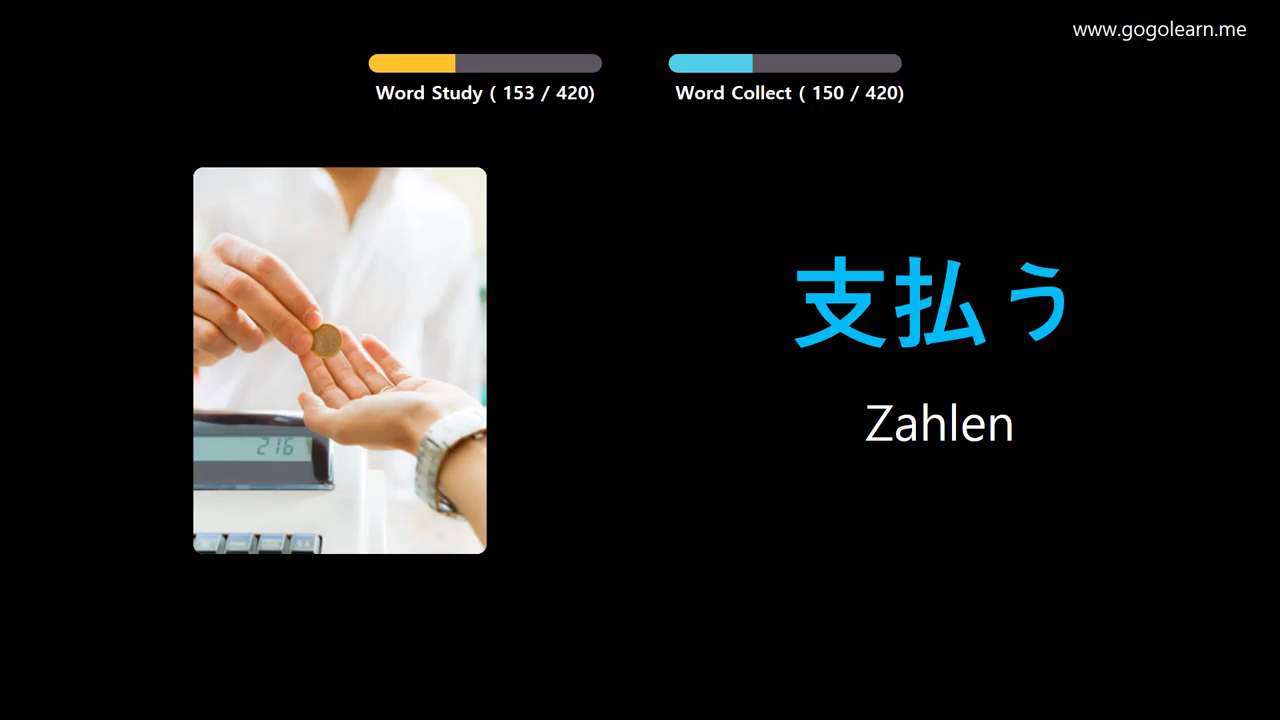 www.gogolearn.me
Word Study ( 153 / 420)
Word Collect ( 150 / 420)
216
支払う
Zahlen